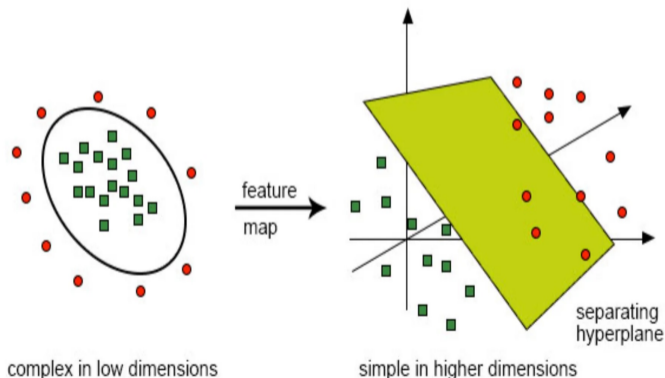 feature
map
separating
hyperplane
complex in low dimensions
simple in higher dimensions